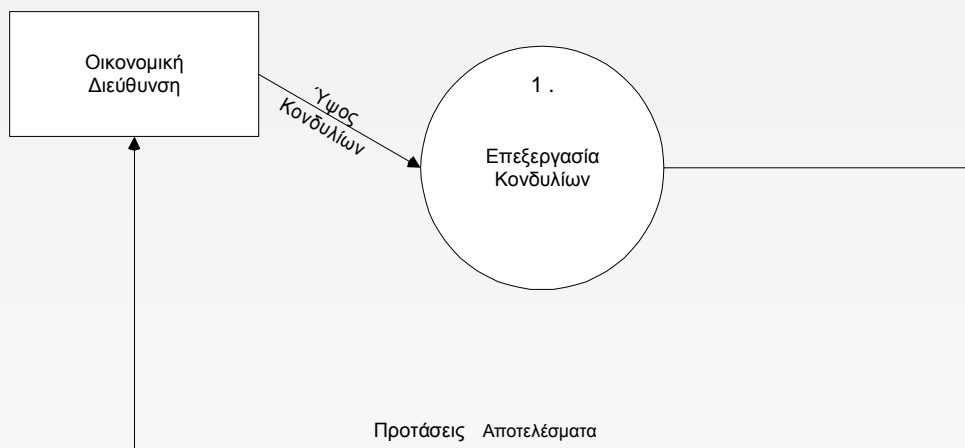 Οικονομική
Διεύθυνση
Ύψος
Κονδυλίων
1 .
Επεξεργασία
Κονδυλίων
Προτάσεις Αποτελέσματα